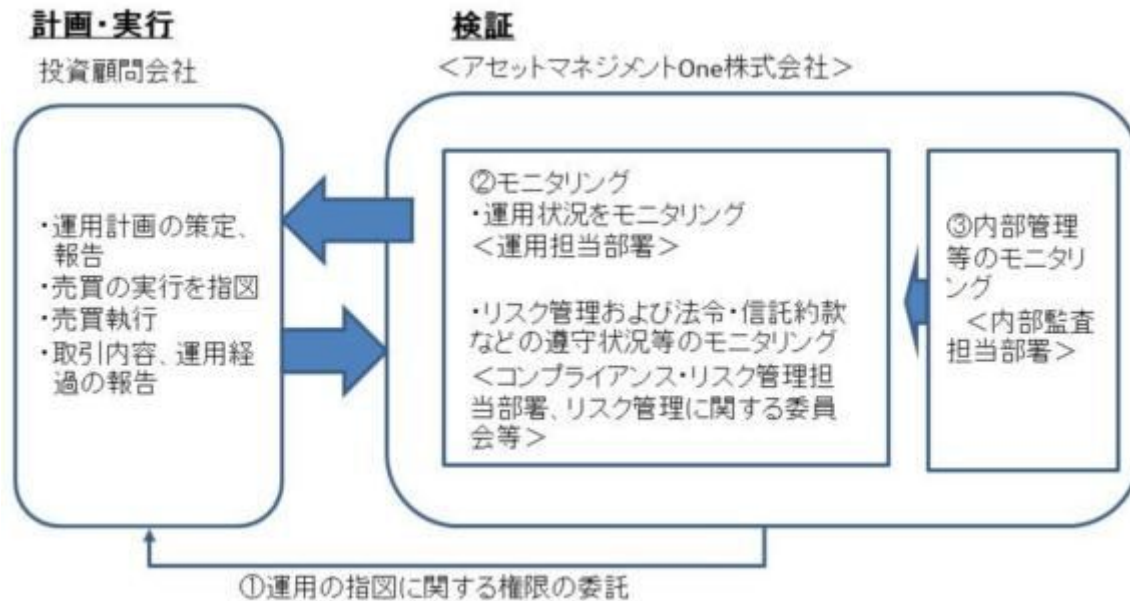 計画・実行
投資顧問会社
・運用計画の策定、
報告
・売買の実行を指図
・売買執行
・取引内容、運用経
過の報告
検証
＜アセットマネジメントOne株式会社＞
②モニタリング
・運用状況をモニタリング
＜運用担当部署＞
・リスク管理および法令・信託約款
などの遵守状況等のモニタリング
＜コンプライアンス・リスク管理担
当部署、リスク管理に関する委員
会等＞
③内部管理
等のモニタリ
ング
＜内部監査
担当部署＞
①運用の指図に関する権限の委託